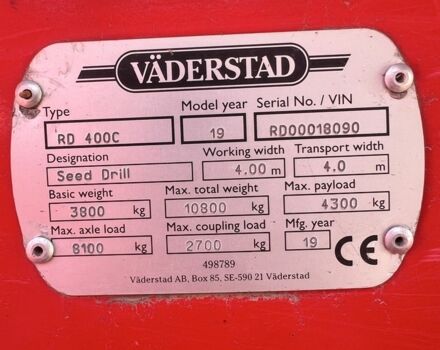 VÄDERSTAD
Type Model year Serial No. / VIN
RD 400C 19 RD00018090
Designation Working width Transport width
Seed Drill 4.00 m 4.0 m
Basic weight Max. total weight Max. payload
3800 kg 10800 kg 4300 kg
Max. axle load Max. coupling load Mfg. year
8100 kg 2700 kg 19 CE
498789
Väderstad AB, Box 85, SE-590 21 Väderstad